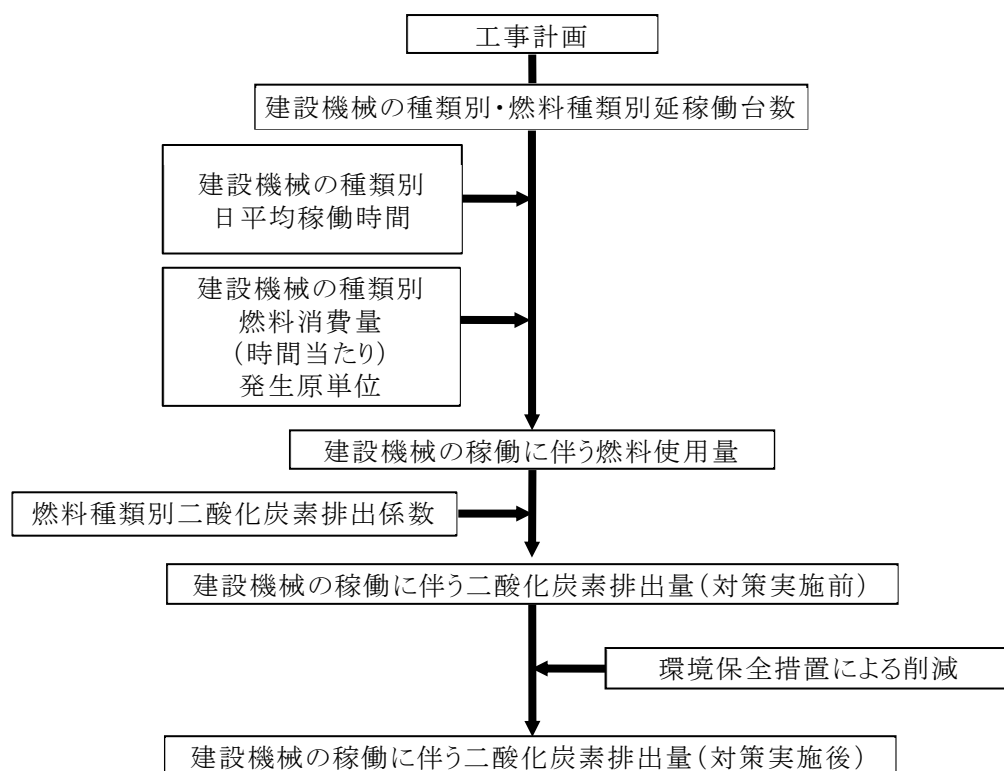 工事計画
建設機械の種類別・燃料種類別延稼働台数
建設機械の種類別
日平均稼働時間
建設機械の種類別
燃料消費量
(時間当たり)
発生原単位
建設機械の稼働に伴う燃料使用量
燃料種類別二酸化炭素排出係数
建設機械の稼働に伴う二酸化炭素排出量(対策実施前)
環境保全措置による削減
建設機械の稼働に伴う二酸化炭素排出量(対策実施後)